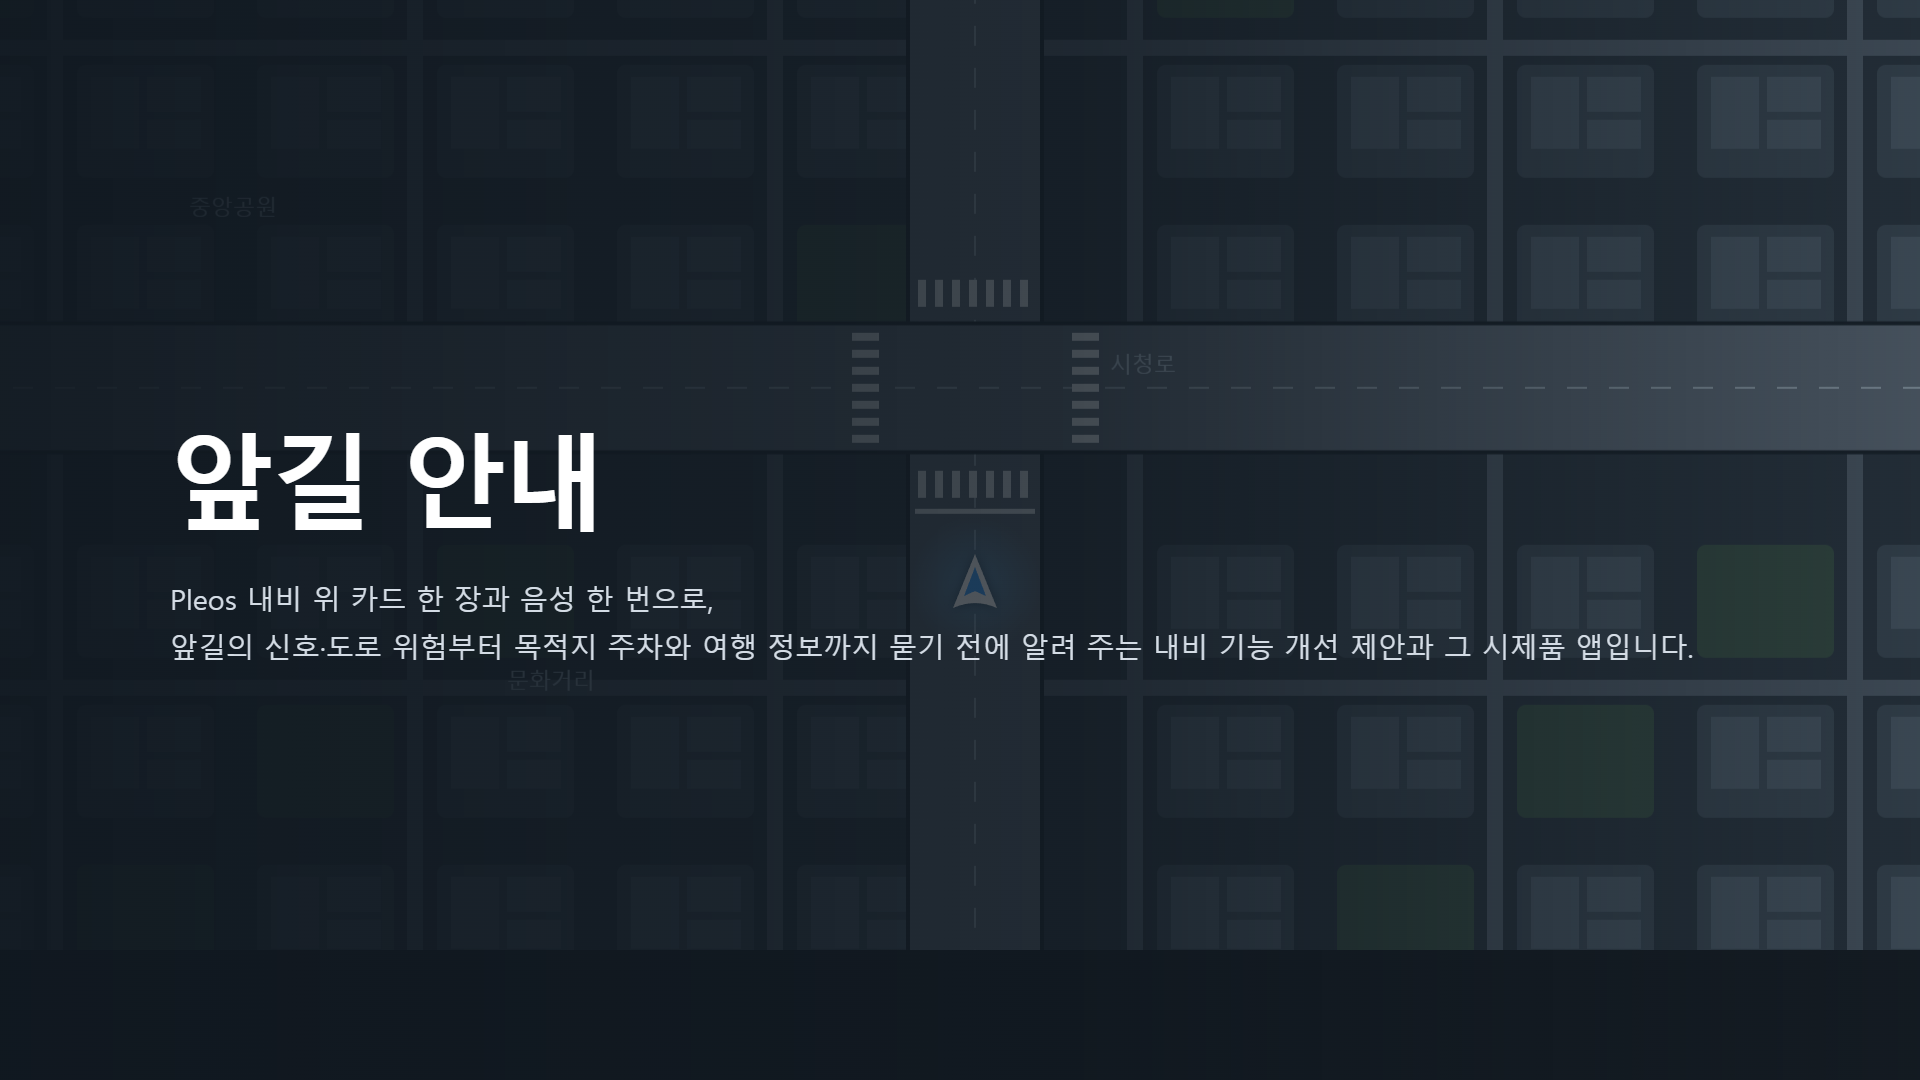 중앙공원
시청로
앞길 안내
Pleos 내비 위 카드 한 장과 음성 한 번으로,
앞길의 신호·도로 위험부터 목적지 주차와 여행 정보까지 묻기 전에 알려 주는 내비 기능 개선 제안과 그 시제품 앱입니다.
문화거리